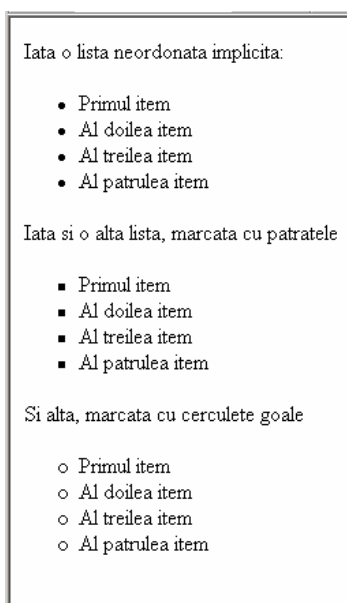 Iata o lista neordonata implicita:
• Primul item
• Al doilea item
• Al treilea item
• Al patrulea item
Iata si o alta lista, marcata cu patratele
▪ Primul item
▪ Al doilea item
▪ Al treilea item
▪ Al patrulea item
Si alta, marcata cu cerculete goale
○ Primul item
○ Al doilea item
○ Al treilea item
○ Al patrulea item